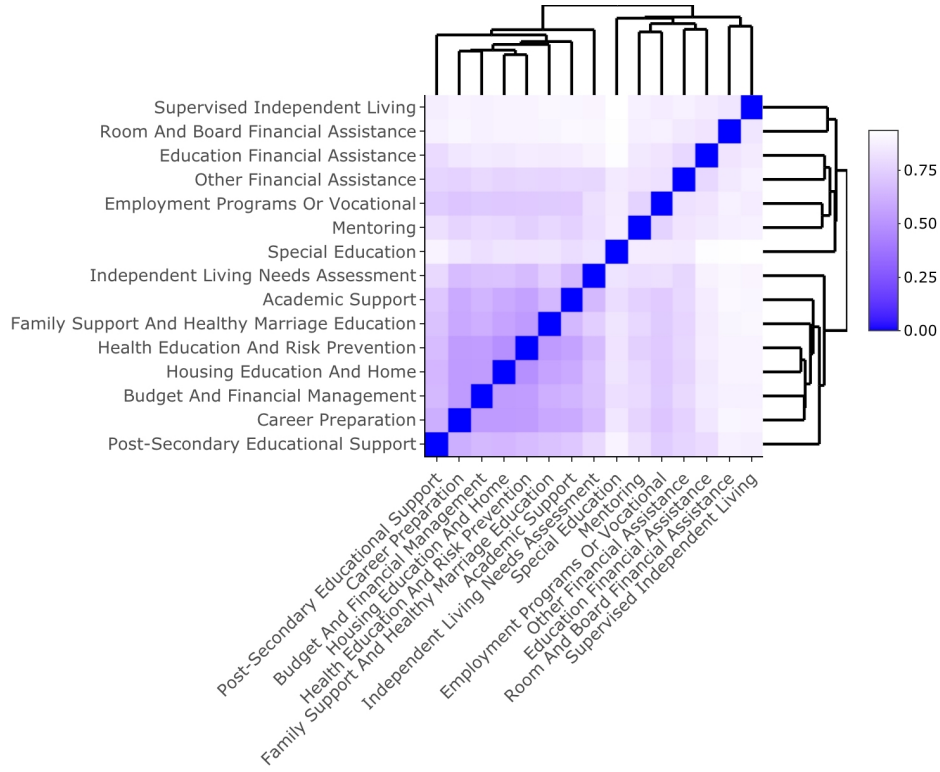 Supervised Independent Living
Room And Board Financial Assistance
Education Financial Assistance
Other Financial Assistance
Employment Programs Or Vocational
Mentoring
Special Education
Independent Living Needs Assessment
Academic Support
Family Support And Healthy Marriage Education
Health Education And Risk Prevention
Housing Education And Home
Budget And Financial Management
Career Preparation
Post-Secondary Educational Support
0.75
0.50
0.25
0.00
Post-Secondary Educational Support
Career Preparation
Budget And Financial Management
Housing Education And Home
Health Education And Risk Prevention
Family Support And Healthy Marriage Education
Academic Support
Independent Living Needs Assessment
Special Education
Mentoring
Employment Programs Or Vocational
Other Financial Assistance
Education Financial Assistance
Room And Board Financial Assistance
Supervised Independent Living